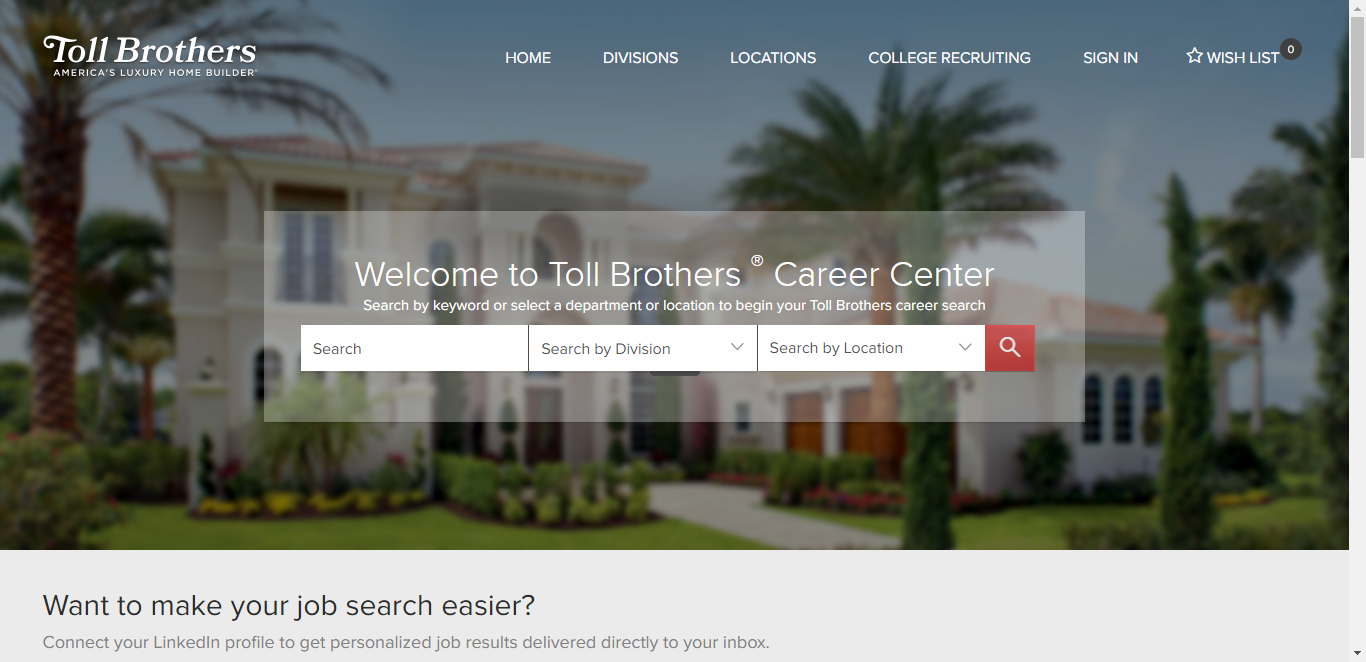 Toll Brothers
AMERICA'S LUXURY HOME BUILDER®
HOME
DIVISIONS
LOCATIONS
COLLEGE RECRUITING
SIGN IN
WISH LIST
0
Welcome to Toll Brothers ® Career Center
Search by keyword or select a department or location to begin your Toll Brothers career search
Search
Search by Division
Search by Location
Want to make your job search easier?
Connect your LinkedIn profile to get personalized job results delivered directly to your inbox.